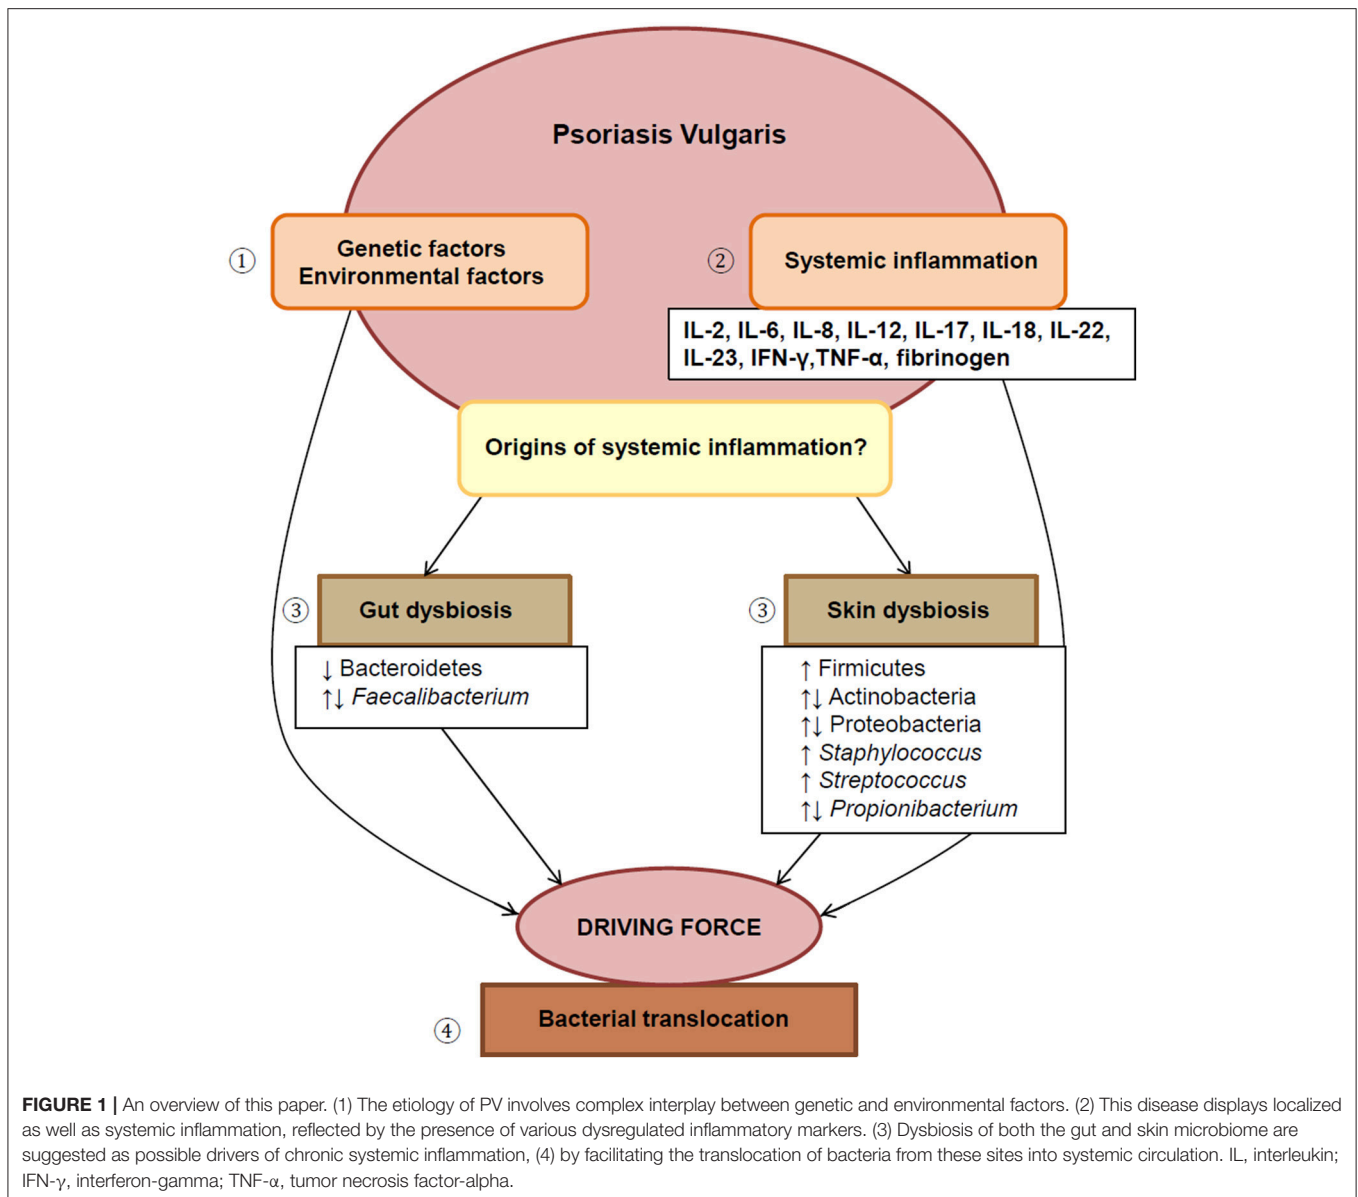 Psoriasis Vulgaris
①
Genetic factors
Environmental factors
②
Systemic inflammation
IL-2, IL-6, IL-8, IL-12, IL-17, IL-18, IL-22,
IL-23, IFN-γ,TNF-α, fibrinogen
Origins of systemic inflammation?
③
Gut dysbiosis
↓ Bacteroidetes
↑↓ Faecalibacterium
③
Skin dysbiosis
↑ Firmicutes
↑↓ Actinobacteria
↑↓ Proteobacteria
↑ Staphylococcus
↑ Streptococcus
↑↓ Propionibacterium
DRIVING FORCE
④
Bacterial translocation
FIGURE 1 | An overview of this paper. (1) The etiology of PV involves complex interplay between genetic and environmental factors. (2) This disease displays localized
as well as systemic inflammation, reflected by the presence of various dysregulated inflammatory markers. (3) Dysbiosis of both the gut and skin microbiome are
suggested as possible drivers of chronic systemic inflammation, (4) by facilitating the translocation of bacteria from these sites into systemic circulation. IL, interleukin;
IFN-γ, interferon-gamma; TNF-α, tumor necrosis factor-alpha.